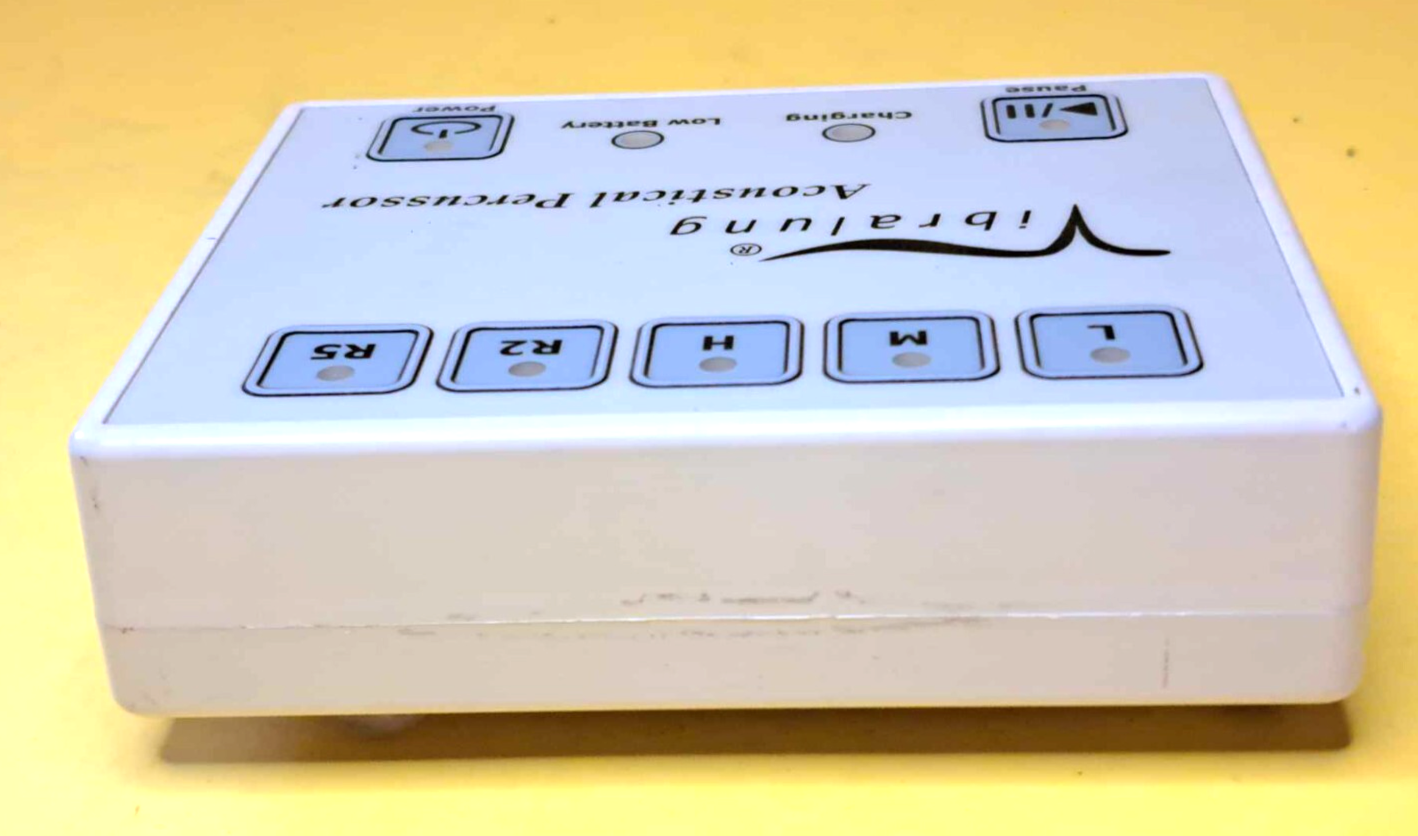 L
M
H
R2
R5
Vibralung®
Acoustical Percussor
Pause
Charging
Low Battery
Power